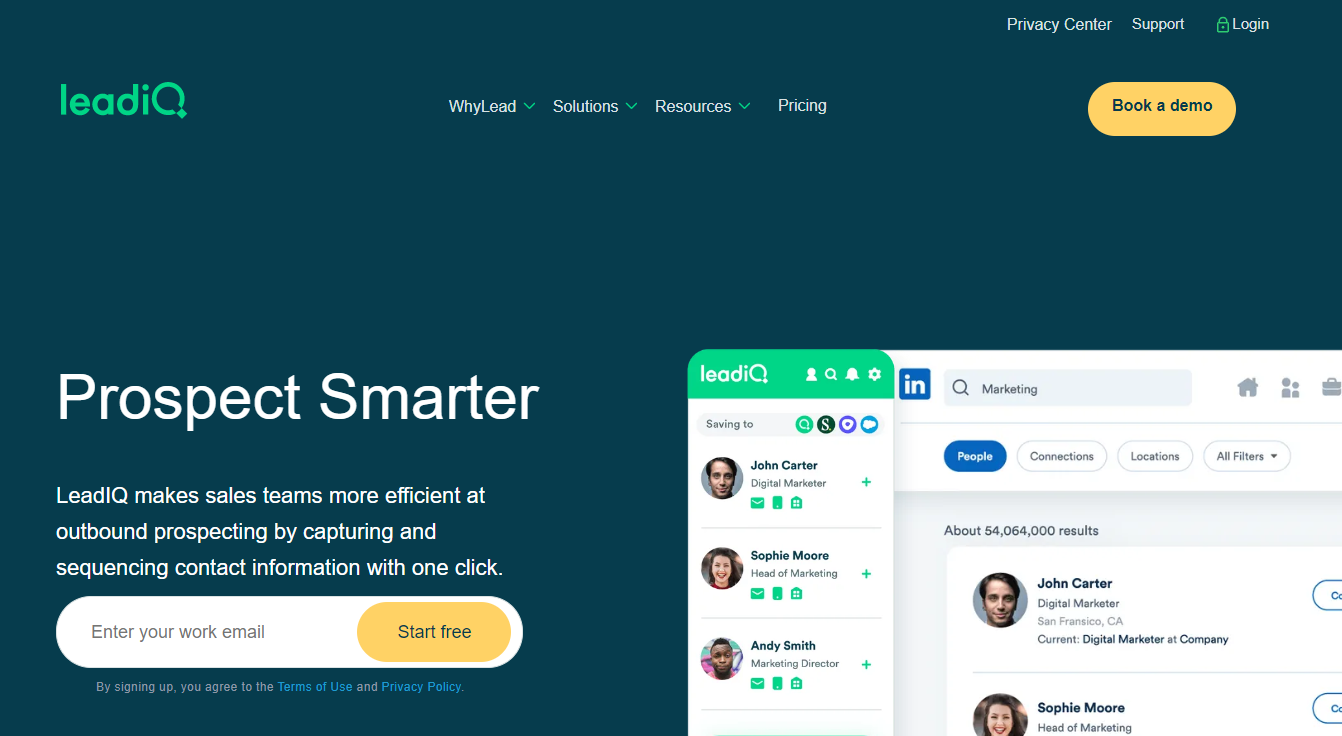 Privacy Center Support Login
leadiQ
WhyLead Solutions Resources Pricing
Book a demo
Prospect Smarter
LeadIQ makes sales teams more efficient at
outbound prospecting by capturing and
sequencing contact information with one click.
Enter your work email Start free
By signing up, you agree to the Terms of Use and Privacy Policy.
leadiQ
Saving to S.
John Carter
Digital Marketer
Sophie Moore
Head of Marketing
Andy Smith
Marketing Director
in Marketing
People Connections Locations All Filters
About 54,064,000 results
John Carter
Digital Marketer
San Fransico, CA
Current: Digital Marketer at Company
Sophie Moore
Head of Marketing